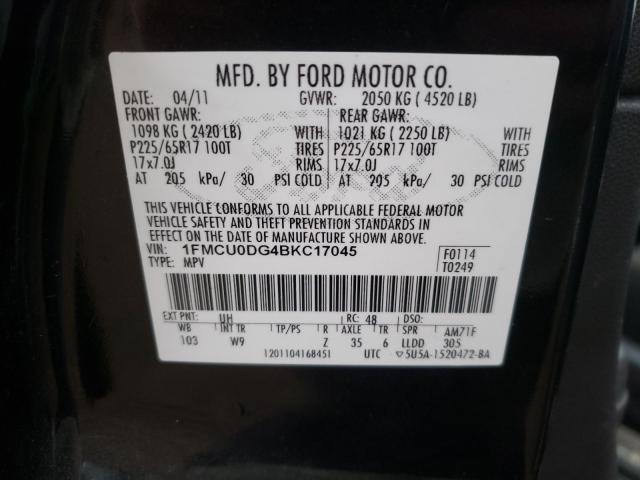 MFD. BY FORD MOTOR CO.
DATE: 04/11 GVWR: 2050 KG ( 4520 LB)
FRONT GAWR: REAR GAWR:
1098 KG ( 2420 LB) WITH 1021 KG ( 2250 LB) WITH
P225/65R17 100T TIRES P225/65R17 100T TIRES
17x7.0J RIMS 17x7.0J RIMS
AT 205 kPa/ 30 PSI COLD AT 205 kPa/ 30 PSI COLD
THIS VEHICLE CONFORMS TO ALL APPLICABLE FEDERAL MOTOR
VEHICLE SAFETY AND THEFT PREVENTION STANDARDS IN
EFFECT ON THE DATE OF MANUFACTURE SHOWN ABOVE.
VIN: 1FMCU0DG4BKC17045 F0114
TYPE: MPV T0249
EXT PNT: UH RC: 48 DSO:
WB INT TR TP/PS R AXLE TR SPR AM71F
103 W9 Z 35 6 LLDD 305
1201104168451 UTC ▽5U5A-1520472-BA